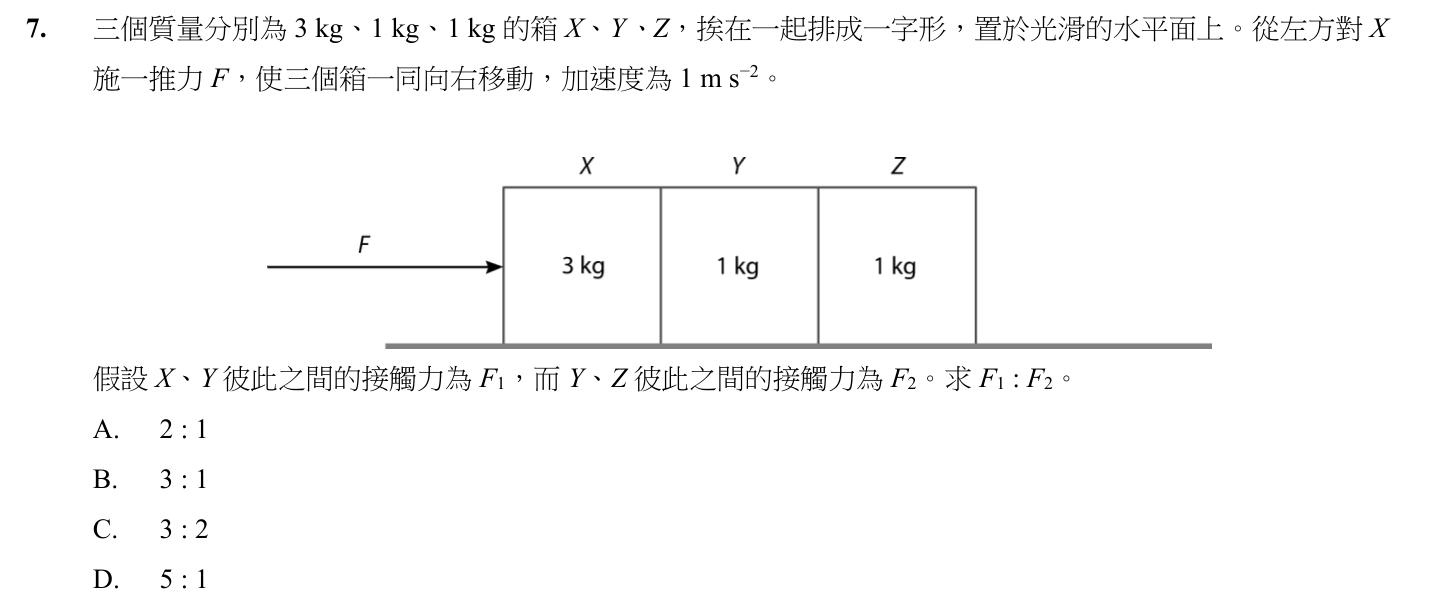 7. 三個質量分別為 3 kg、1 kg、1 kg 的箱 X、Y、Z，挨在一起排成一字形，置於光滑的水平面上。從左方對 X
施一推力 F，使三個箱一同向右移動，加速度為 1 m s⁻²。
X Y Z
F
3 kg 1 kg 1 kg
假設 X、Y 彼此之間的接觸力為 F₁，而 Y、Z 彼此之間的接觸力為 F₂。求 F₁ : F₂。
A. 2 : 1
B. 3 : 1
C. 3 : 2
D. 5 : 1